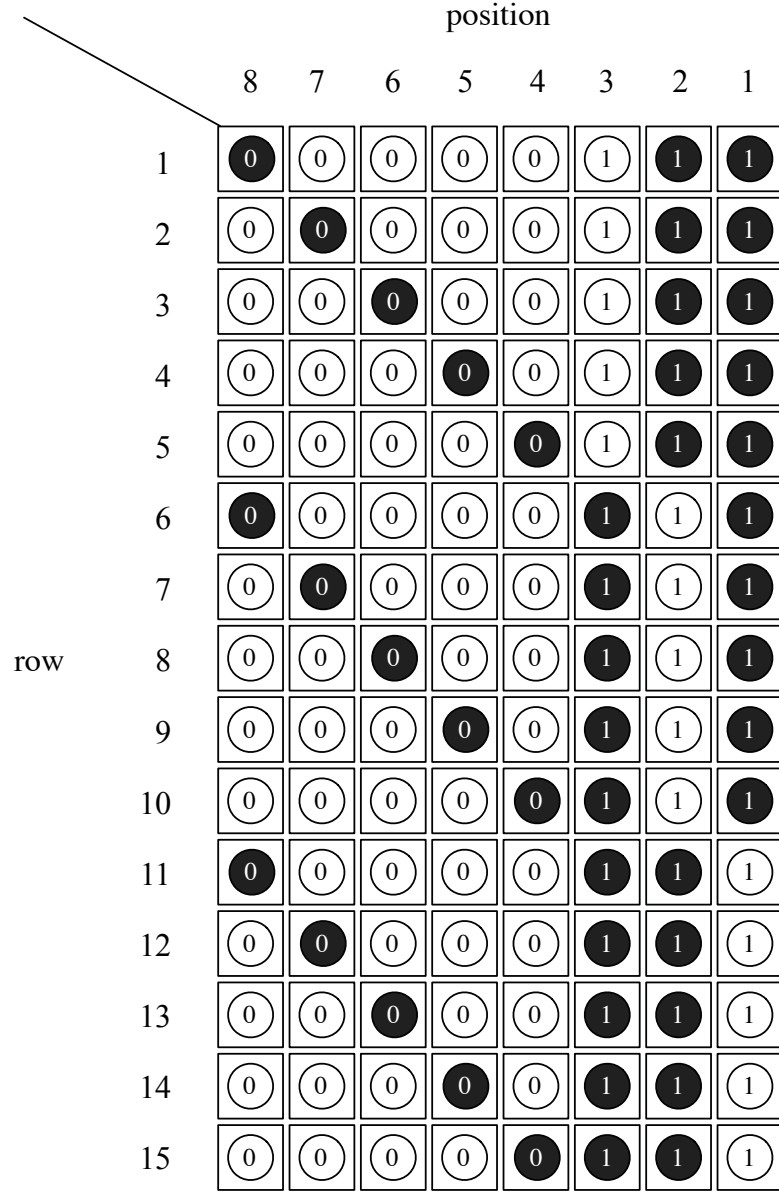 position
8 7 6 5 4 3 2 1
1 0 0 0 0 0 1 1 1
2 0 0 0 0 0 1 1 1
3 0 0 0 0 0 1 1 1
4 0 0 0 0 0 1 1 1
5 0 0 0 0 0 1 1 1
6 0 0 0 0 0 1 1 1
7 0 0 0 0 0 1 1 1
row 8 0 0 0 0 0 1 1 1
9 0 0 0 0 0 1 1 1
10 0 0 0 0 0 1 1 1
11 0 0 0 0 0 1 1 1
12 0 0 0 0 0 1 1 1
13 0 0 0 0 0 1 1 1
14 0 0 0 0 0 1 1 1
15 0 0 0 0 0 1 1 1